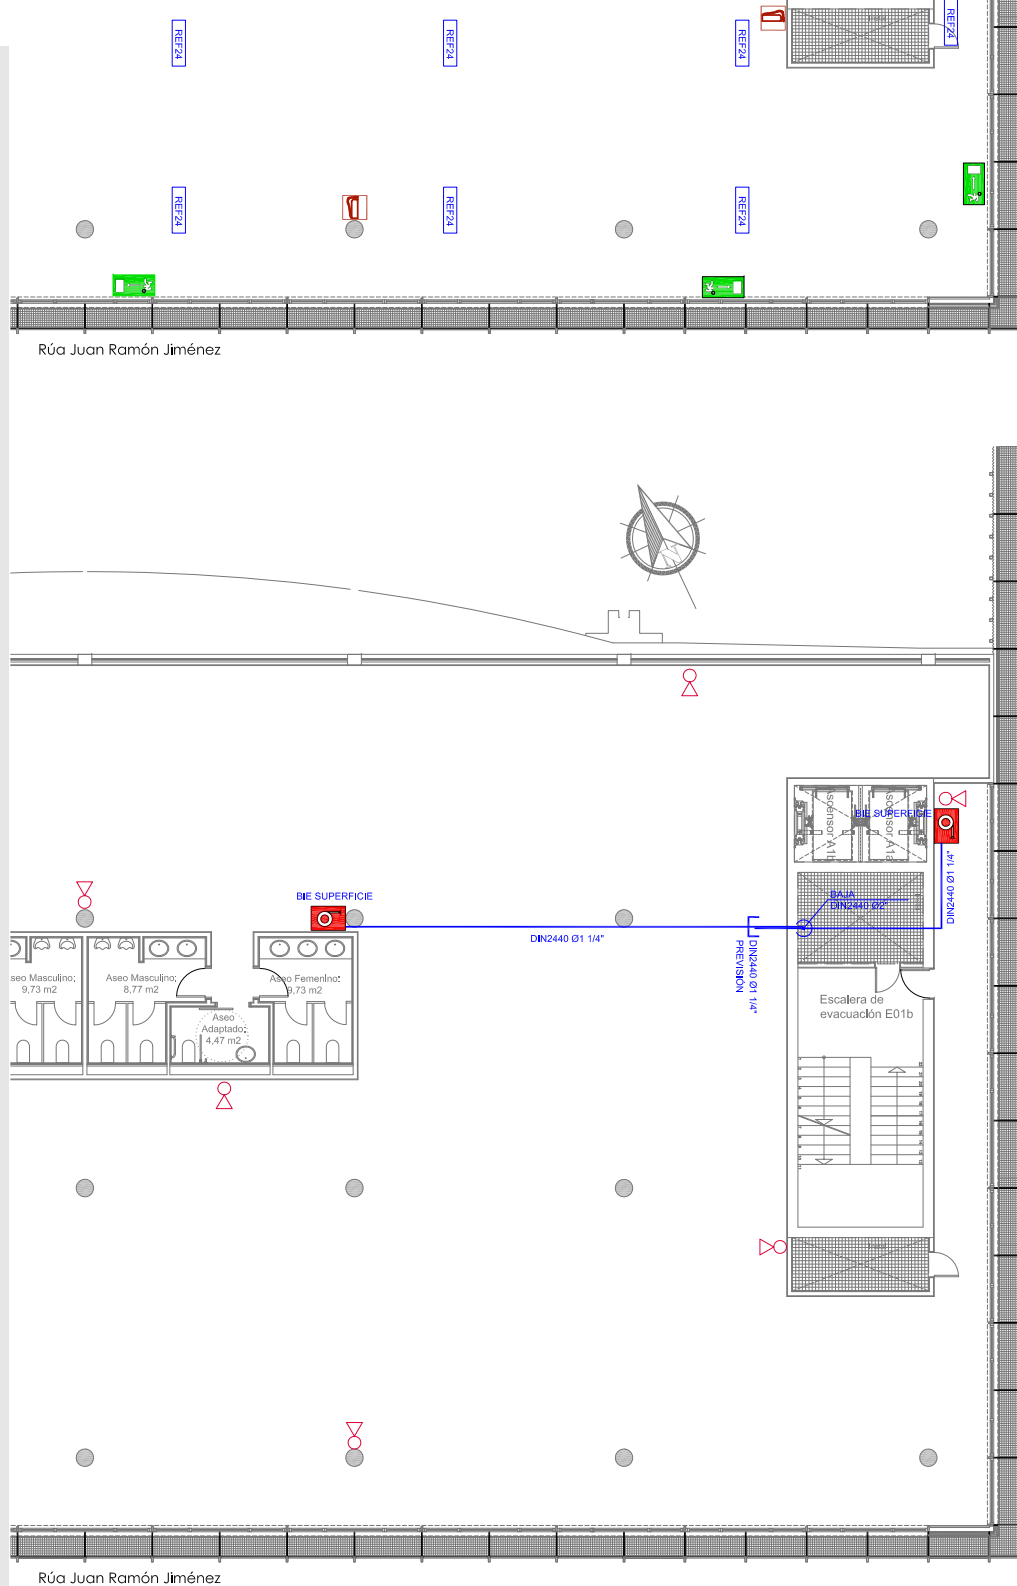 REF24
REF24
REF24
REF24
REF24
REF24
REF24
Rúa Juan Ramón Jiménez
Ascensor A1b
Ascensor A1a
BIE SUPERFICIE
DIN2440 Ø1 1/4"
BIE SUPERFICIE
BAJA
DIN2440 Ø2"
DIN2440 Ø1 1/4"
DIN2440 Ø1 1/4"
PREVISIÓN
Aseo Masculino:
9,73 m2
Aseo Masculino:
8,77 m2
Aseo Femenino:
9,73 m2
Aseo
Adaptado:
4,47 m2
Escalera de
evacuación E01b
Rúa Juan Ramón Jiménez